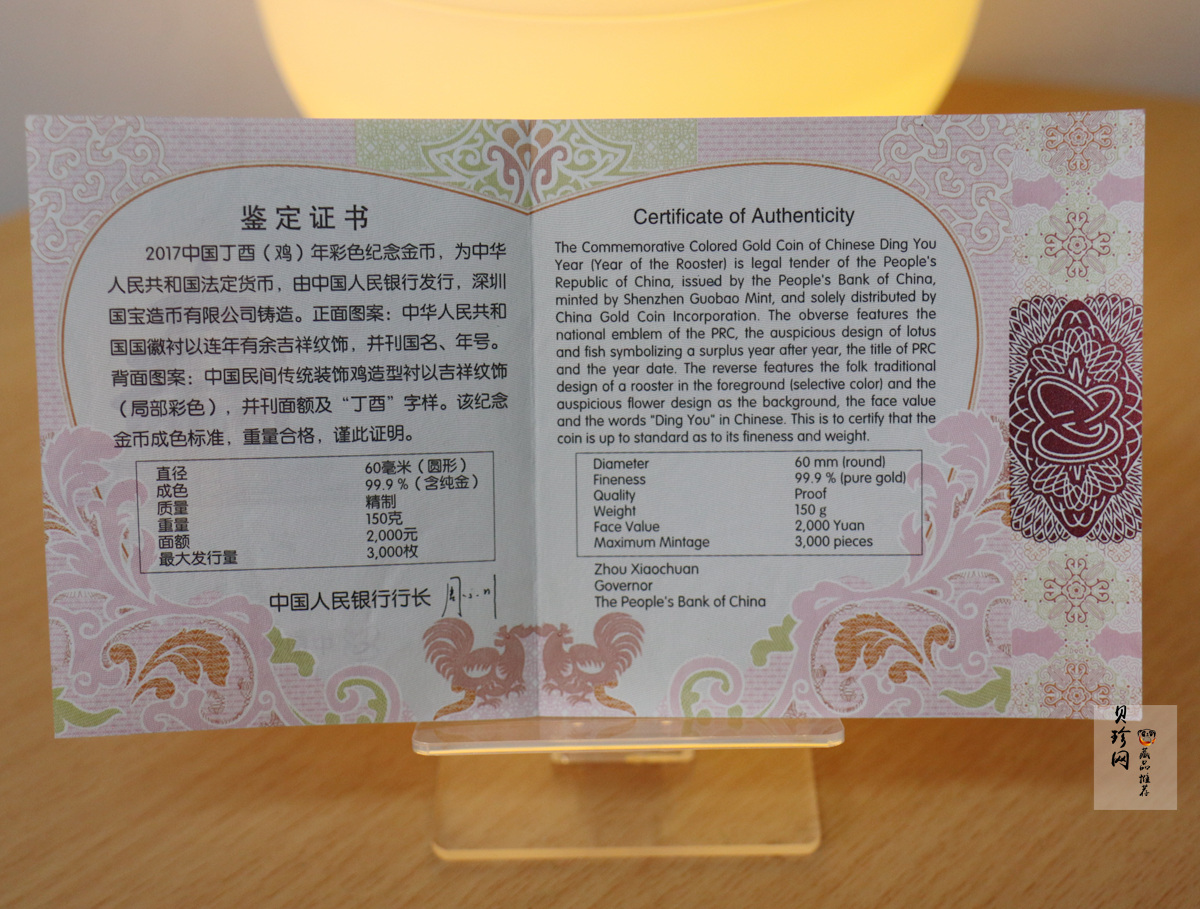 鉴定证书
2017中国丁酉（鸡）年彩色纪念金币，为中华
人民共和国法定货币，由中国人民银行发行，深圳
国宝造币有限公司铸造。正面图案：中华人民共和
国国徽衬以连年有余吉祥纹饰，并刊国名、年号。
背面图案：中国民间传统装饰鸡造型衬以吉祥纹饰
（局部彩色），并刊面额及“丁酉”字样。该纪念
金币成色标准，重量合格，谨此证明。
直径 60毫米（圆形）
成色 99.9 %（含纯金）
质量 精制
重量 150克
面额 2,000元
最大发行量 3,000枚
中国人民银行行长
Certificate of Authenticity
The Commemorative Colored Gold Coin of Chinese Ding You
Year (Year of the Rooster) is legal tender of the People's
Republic of China, issued by the People's Bank of China,
minted by Shenzhen Guobao Mint, and solely distributed by
China Gold Coin Incorporation. The obverse features the
national emblem of the PRC, the auspicious design of lotus
and fish symbolizing a surplus year after year, the title of PRC
and the year date. The reverse features the folk traditional
design of a rooster in the foreground (selective color) and the
auspicious flower design as the background, the face value
and the words "Ding You" in Chinese. This is to certify that the
coin is up to standard as to its fineness and weight.
Diameter 60 mm (round)
Fineness 99.9 % (pure gold)
Quality Proof
Weight 150 g
Face Value 2,000 Yuan
Maximum Mintage 3,000 pieces
Zhou Xiaochuan
Governor
The People's Bank of China
贝珍网
藏品推荐